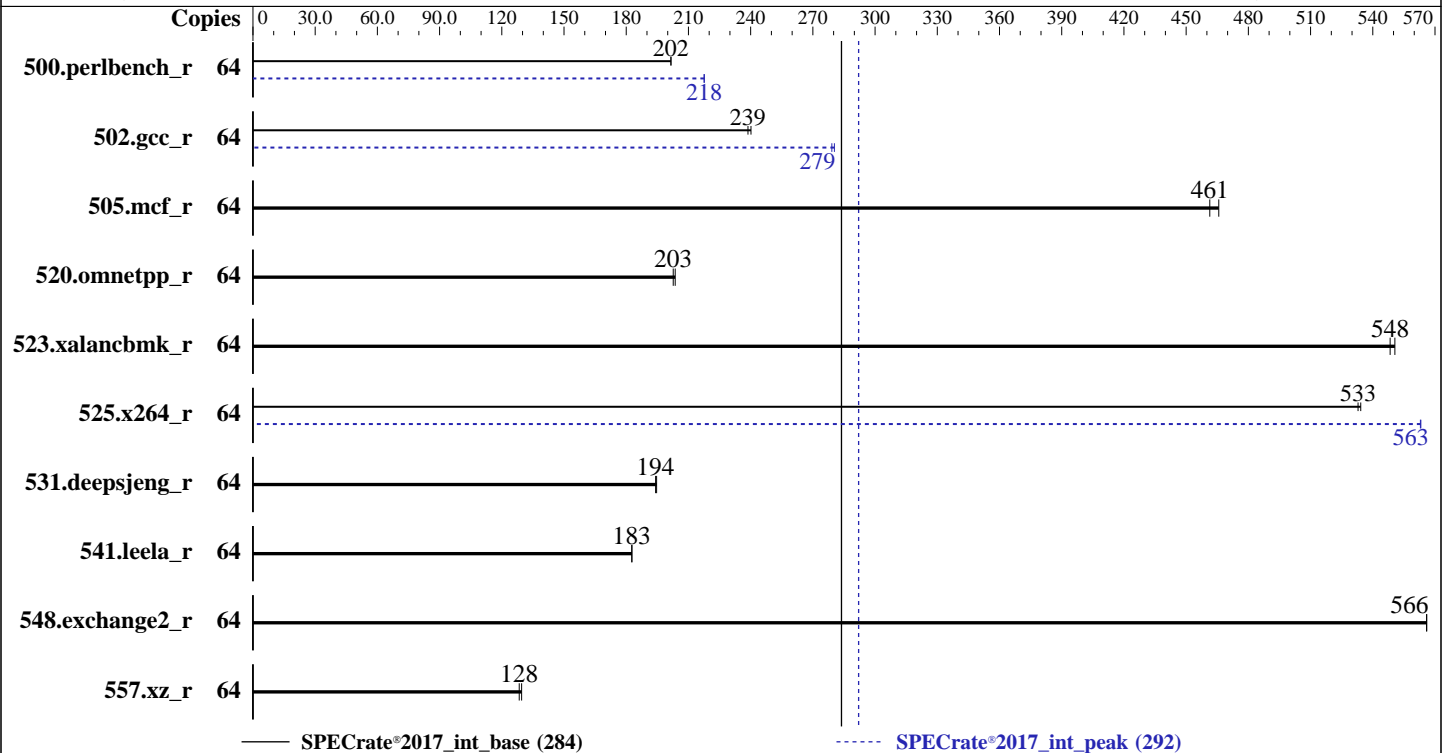 Copies 0 30.0 60.0 90.0 120 150 180 210 240 270 300 330 360 390 420 450 480 510 540 570
202
500.perlbench_r 64
218
239
502.gcc_r 64
279
461
505.mcf_r 64
203
520.omnetpp_r 64
548
523.xalancbmk_r 64
533
525.x264_r 64
563
194
531.deepsjeng_r 64
183
541.leela_r 64
566
548.exchange2_r 64
128
557.xz_r 64
SPECrate®2017_int_base (284) SPECrate®2017_int_peak (292)